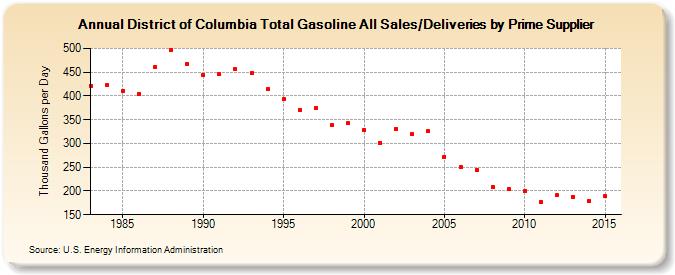 Annual District of Columbia Total Gasoline All Sales/Deliveries by Prime Supplier
Thousand Gallons per Day
500
450
400
350
300
250
200
150
1985 1990 1995 2000 2005 2010 2015
Source: U.S. Energy Information Administration